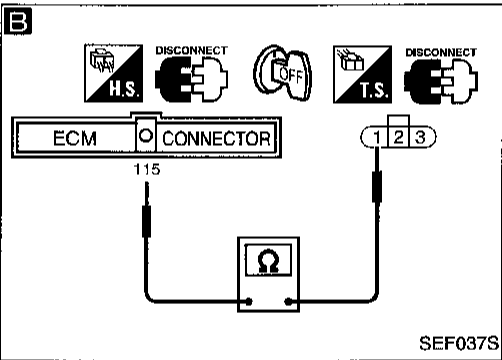 B
DISCONNECT
H.S.
OFF
DISCONNECT
T.S.
ECM CONNECTOR
1 2 3
115
Ω
SEF037S